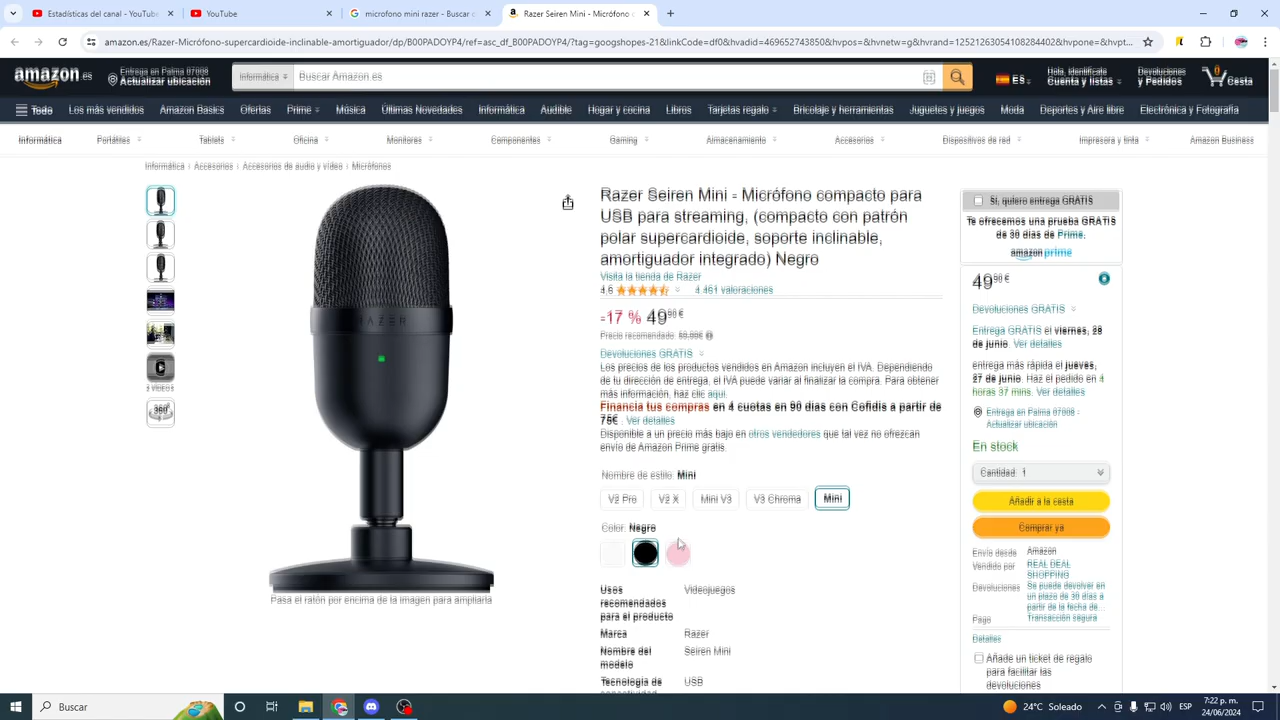 Estadísticas del canal - YouTube
YouTube
microfono mini razer - Buscar
Razer Seiren Mini - Micrófono
amazon.es/Razer-Micrófono-supercardioide-inclinable-amortiguador/dp/B00PADOYP4/ref=asc_df_B00PADOYP4/?tag=googshopes-21&linkCode=df0&hvadid=469652743850&hvpos=&hvnetw=g&hvrand=12521263054108284402&hvpone=&hvpt...
amazon.es
Entrega en Palma 07008
Actualizar ubicación
Informática
Buscar Amazon.es
ES
Hola, identifícate
Cuenta y listas
Devoluciones
y Pedidos
0
Cesta
Todo Los más vendidos Amazon Basics Ofertas Prime Música Últimas Novedades Informática Audible Hogar y cocina Libros Tarjetas regalo Bricolaje y herramientas Juguetes y juegos Moda Deportes y Aire libre Electrónica y Fotografía
Informática Portátiles Tablets Oficina Monitores Componentes Gaming Almacenamiento Accesorios Dispositivos de red Impresora y tinta Amazon Business
Informática › Accesorios › Accesorios de audio y vídeo › Micrófonos
2 VÍDEOS
360°
Pasa el ratón por encima de la imagen para ampliarla
Razer Seiren Mini - Micrófono compacto para
USB para streaming, (compacto con patrón
polar supercardioide, soporte inclinable,
amortiguador integrado) Negro
Visita la tienda de Razer
4,6
4.461 valoraciones
-17 % 49,90€
Precio recomendado: 59,99€
Devoluciones GRATIS
Los precios de los productos vendidos en Amazon incluyen el IVA. Dependiendo
de tu dirección de entrega, el IVA puede variar al finalizar la compra. Para obtener
más información, haz clic aquí.
Financia tus compras en 4 cuotas en 90 días con Cofidis a partir de
75€ . Ver detalles
Disponible a un precio más bajo en otros vendedores que tal vez no ofrezcan
envío de Amazon Prime gratis.
Nombre de estilo: Mini
V2 Pro V2 X Mini V3 V3 Chroma Mini
Color: Negro
Usos
recomendados
para el producto
Videojuegos
Marca Razer
Nombre del
modelo
Seiren Mini
Tecnología de
conectividad
USB
Sí, quiero entrega GRATIS
Te ofrecemos una prueba GRATIS
de 30 días de Prime.
amazon prime
49,90€
Devoluciones GRATIS
Entrega GRATIS el viernes, 28
de junio. Ver detalles
entrega más rápida el jueves,
27 de junio. Haz el pedido en 4
horas 37 mins. Ver detalles
Entrega en Palma 07008 -
Actualizar ubicación
En stock
Cantidad: 1
Añadir a la cesta
Comprar ya
Envío desde Amazon
Vendido por REAL DEAL
SHOPPING
Devoluciones Se puede devolver en
un plazo de 30 días a
partir de la fecha de...
Pago Transacción segura
Detalles
Añade un ticket de regalo
para facilitar las
devoluciones
Buscar
24°C Soleado
ESP
7:22 p. m.
24/06/2024